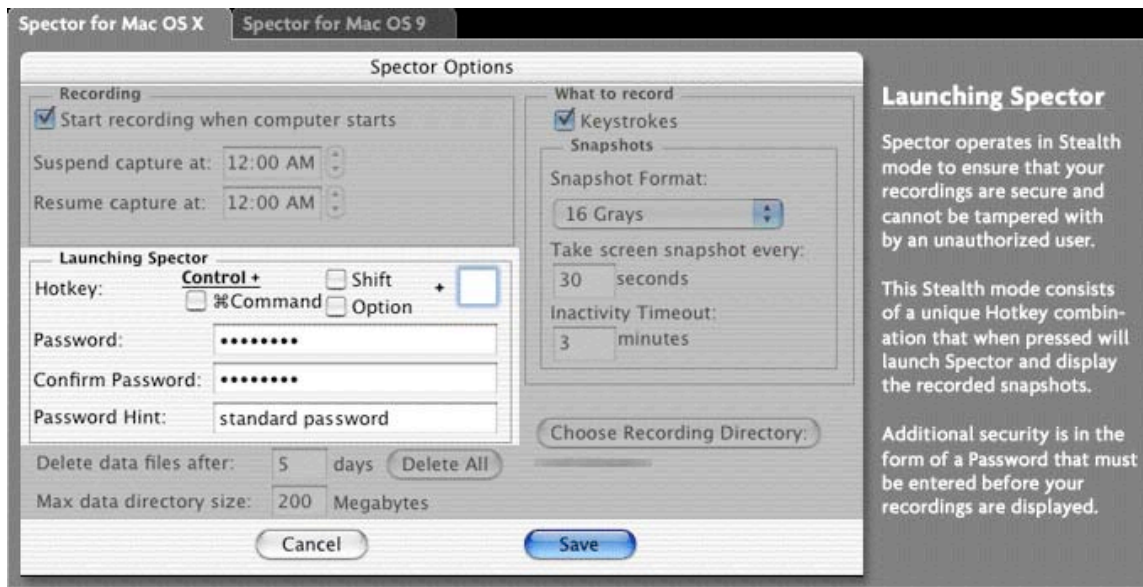 Spector for Mac OS X
Spector for Mac OS 9
Spector Options
Recording
Start recording when computer starts
Suspend capture at: 12:00 AM
Resume capture at: 12:00 AM
Launching Spector
Hotkey:
Control +
⌘Command
Shift
Option
+
Password: ••••••••
Confirm Password: ••••••••
Password Hint: standard password
Delete data files after: 5 days Delete All
Max data directory size: 200 Megabytes
What to record
Keystrokes
Snapshots
Snapshot Format:
16 Grays
Take screen snapshot every:
30 seconds
Inactivity Timeout:
3 minutes
Choose Recording Directory:
Cancel
Save
Launching Spector
Spector operates in Stealth
mode to ensure that your
recordings are secure and
cannot be tampered with
by an unauthorized user.
This Stealth mode consists
of a unique Hotkey combin-
ation that when pressed will
launch Spector and display
the recorded snapshots.
Additional security is in the
form of a Password that must
be entered before your
recordings are displayed.